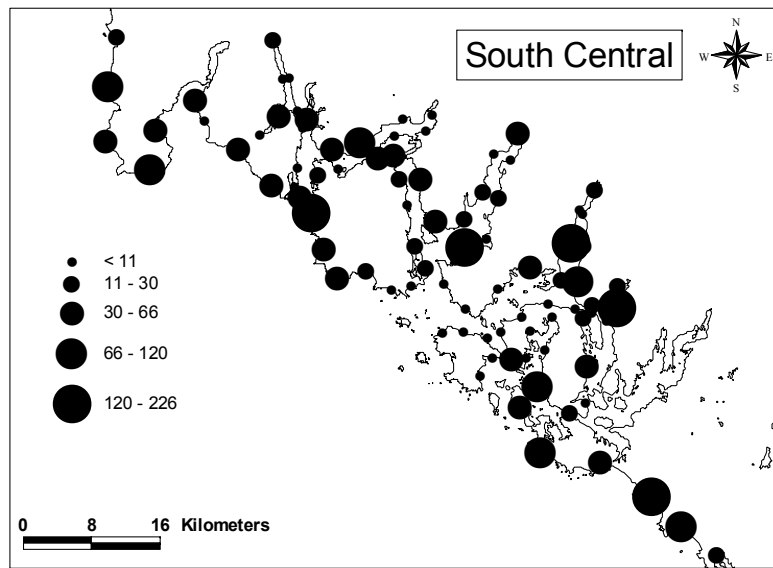 South Central
N
W E
S
< 11
11 - 30
30 - 66
66 - 120
120 - 226
0 8 16 Kilometers